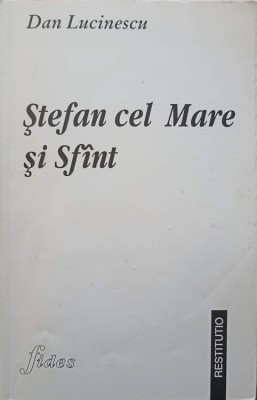 Dan Lucinescu
Ştefan cel Mare
şi Sfînt
fides
RESTITUTIO